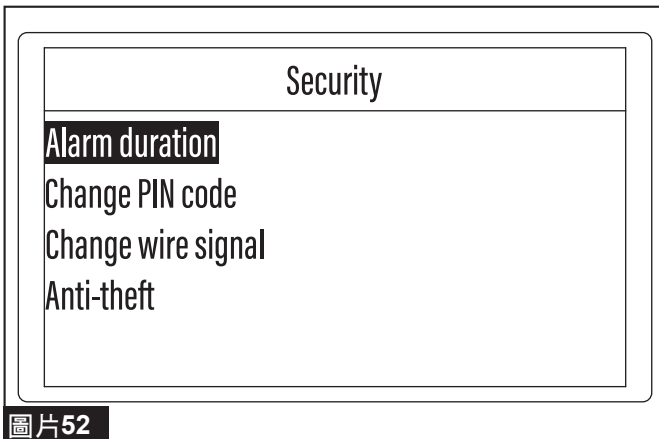 Security
Alarm duration
Change PIN code
Change wire signal
Anti-theft
圖片52